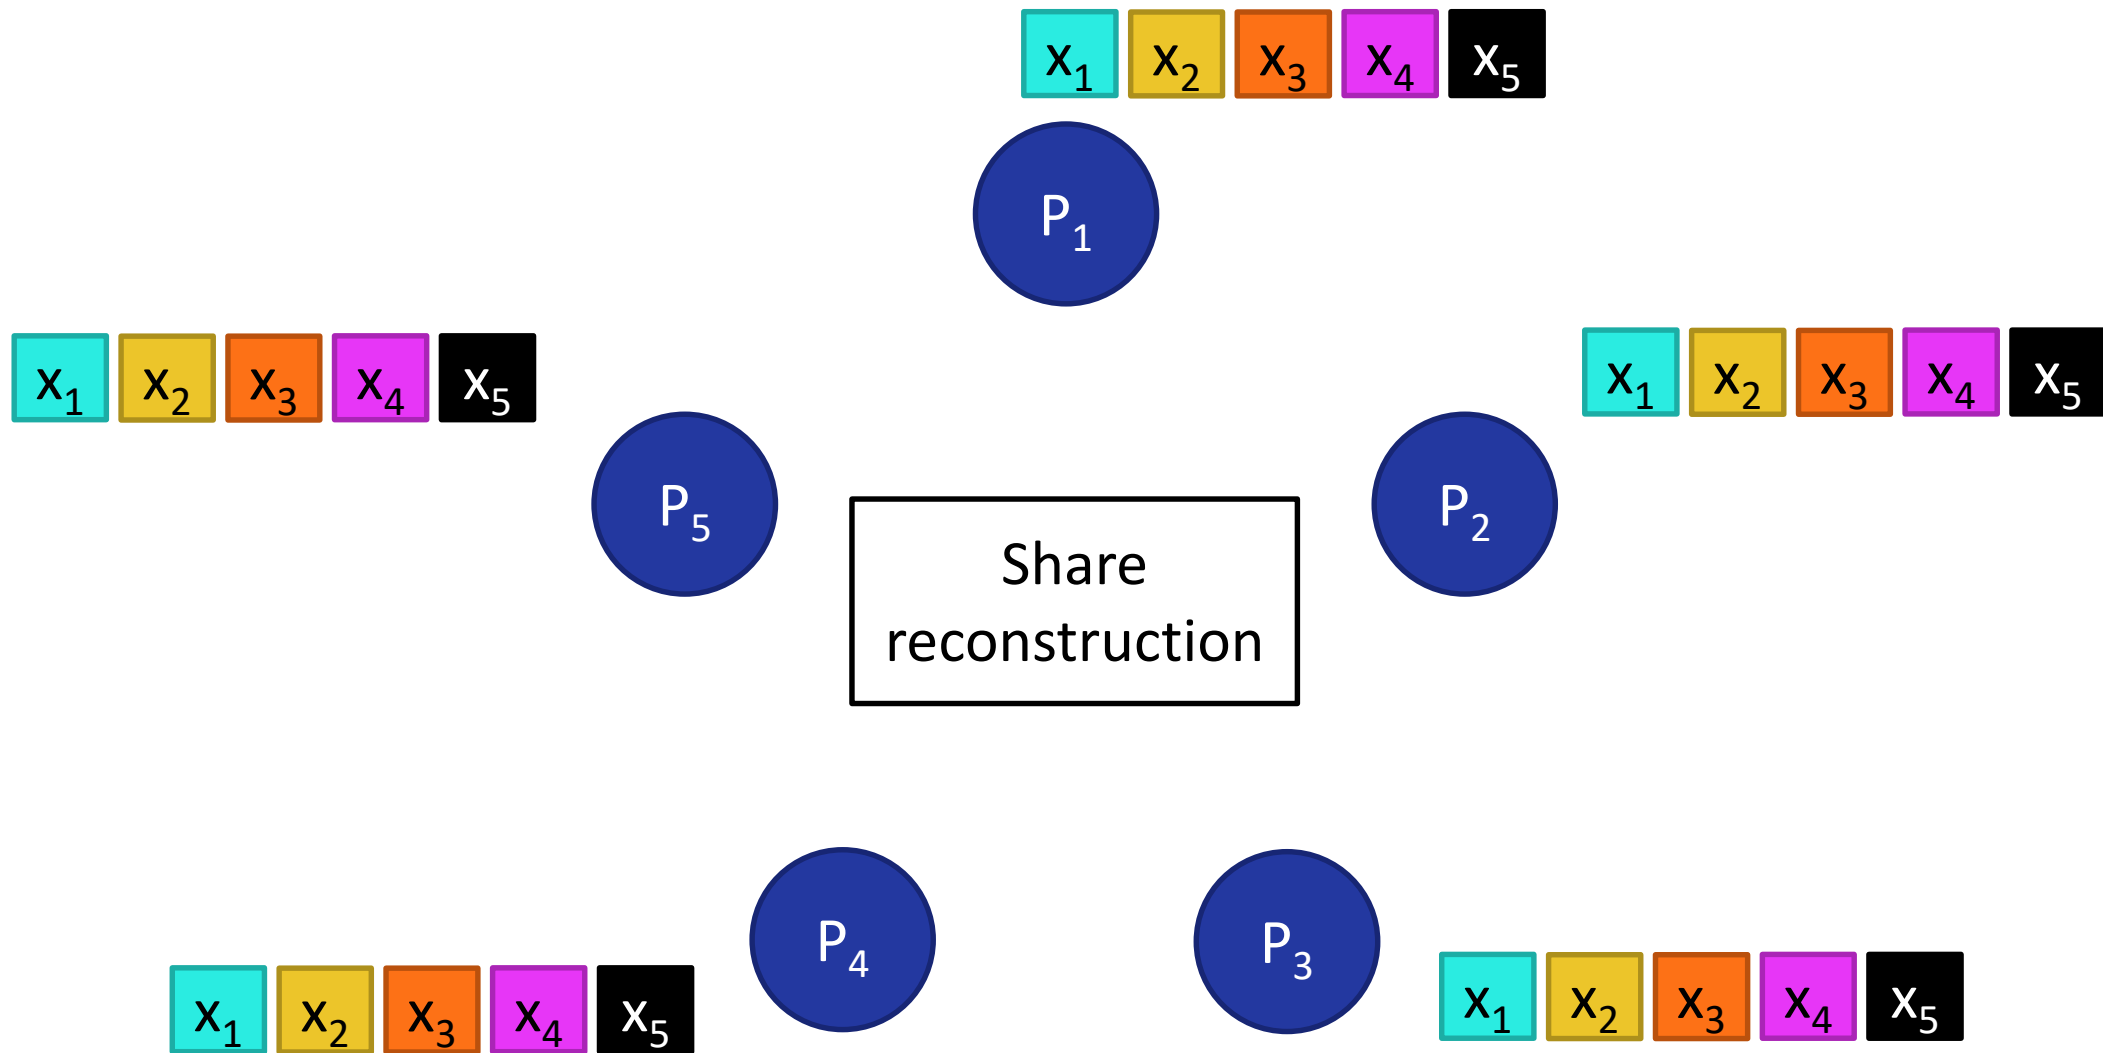 x₁ x₂ x₃ x₄ x₅
P₁
x₁ x₂ x₃ x₄ x₅
x₁ x₂ x₃ x₄ x₅
P₅
P₂
Share
reconstruction
P₄
P₃
x₁ x₂ x₃ x₄ x₅
x₁ x₂ x₃ x₄ x₅